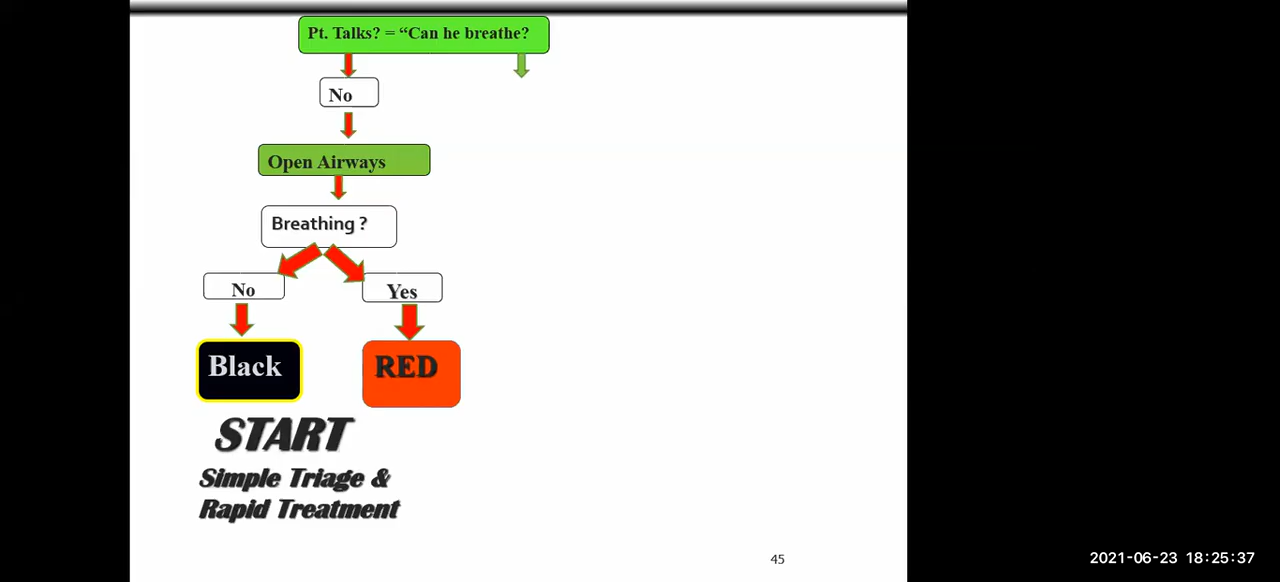 Pt. Talks? = “Can he breathe?
No
Open Airways
Breathing ?
No
Yes
Black
RED
START
Simple Triage &
Rapid Treatment
45
2021-06-23 18:25:37